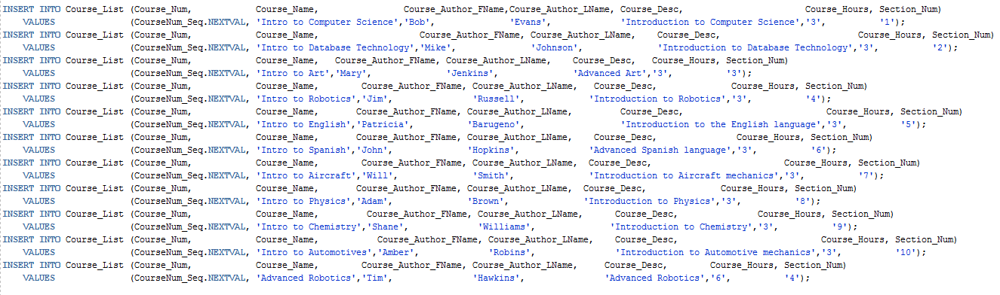 INSERT INTO Course_List (Course_Num, Course_Name, Course_Author_FName,Course_Author_LName, Course_Desc, Course_Hours, Section_Num)
VALUES (CourseNum_Seq.NEXTVAL, 'Intro to Computer Science','Bob', 'Evans', 'Introduction to Computer Science','3', '1');
INSERT INTO Course_List (Course_Num, Course_Name, Course_Author_FName, Course_Author_LName, Course_Desc, Course_Hours, Section_Num)
VALUES (CourseNum_Seq.NEXTVAL, 'Intro to Database Technology','Mike', 'Johnson', 'Introduction to Database Technology','3', '2');
INSERT INTO Course_List (Course_Num, Course_Name, Course_Author_FName, Course_Author_LName, Course_Desc, Course_Hours, Section_Num)
VALUES (CourseNum_Seq.NEXTVAL, 'Intro to Art','Mary', 'Jenkins', 'Advanced Art','3', '3');
INSERT INTO Course_List (Course_Num, Course_Name, Course_Author_FName, Course_Author_LName, Course_Desc, Course_Hours, Section_Num)
VALUES (CourseNum_Seq.NEXTVAL, 'Intro to Robotics','Jim', 'Russell', 'Introduction to Robotics','3', '4');
INSERT INTO Course_List (Course_Num, Course_Name, Course_Author_FName, Course_Author_LName, Course_Desc, Course_Hours, Section_Num)
VALUES (CourseNum_Seq.NEXTVAL, 'Intro to English','Patricia', 'Barugeno', 'Introduction to the English language','3', '5');
INSERT INTO Course_List (Course_Num, Course_Name, Course_Author_FName, Course_Author_LName, Course_Desc, Course_Hours, Section_Num)
VALUES (CourseNum_Seq.NEXTVAL, 'Intro to Spanish','John', 'Hopkins', 'Advanced Spanish language','3', '6');
INSERT INTO Course_List (Course_Num, Course_Name, Course_Author_FName, Course_Author_LName, Course_Desc, Course_Hours, Section_Num)
VALUES (CourseNum_Seq.NEXTVAL, 'Intro to Aircraft','Will', 'Smith', 'Introduction to Aircraft mechanics','3', '7');
INSERT INTO Course_List (Course_Num, Course_Name, Course_Author_FName, Course_Author_LName, Course_Desc, Course_Hours, Section_Num)
VALUES (CourseNum_Seq.NEXTVAL, 'Intro to Physics','Adam', 'Brown', 'Introduction to Physics','3', '8');
INSERT INTO Course_List (Course_Num, Course_Name, Course_Author_FName, Course_Author_LName, Course_Desc, Course_Hours, Section_Num)
VALUES (CourseNum_Seq.NEXTVAL, 'Intro to Chemistry','Shane', 'Williams', 'Introduction to Chemistry','3', '9');
INSERT INTO Course_List (Course_Num, Course_Name, Course_Author_FName, Course_Author_LName, Course_Desc, Course_Hours, Section_Num)
VALUES (CourseNum_Seq.NEXTVAL, 'Intro to Automotives','Amber', 'Robins', 'Introduction to Automotive mechanics','3', '10');
INSERT INTO Course_List (Course_Num, Course_Name, Course_Author_FName, Course_Author_LName, Course_Desc, Course_Hours, Section_Num)
VALUES (CourseNum_Seq.NEXTVAL, 'Advanced Robotics','Tim', 'Hawkins', 'Advanced Robotics','6', '4');